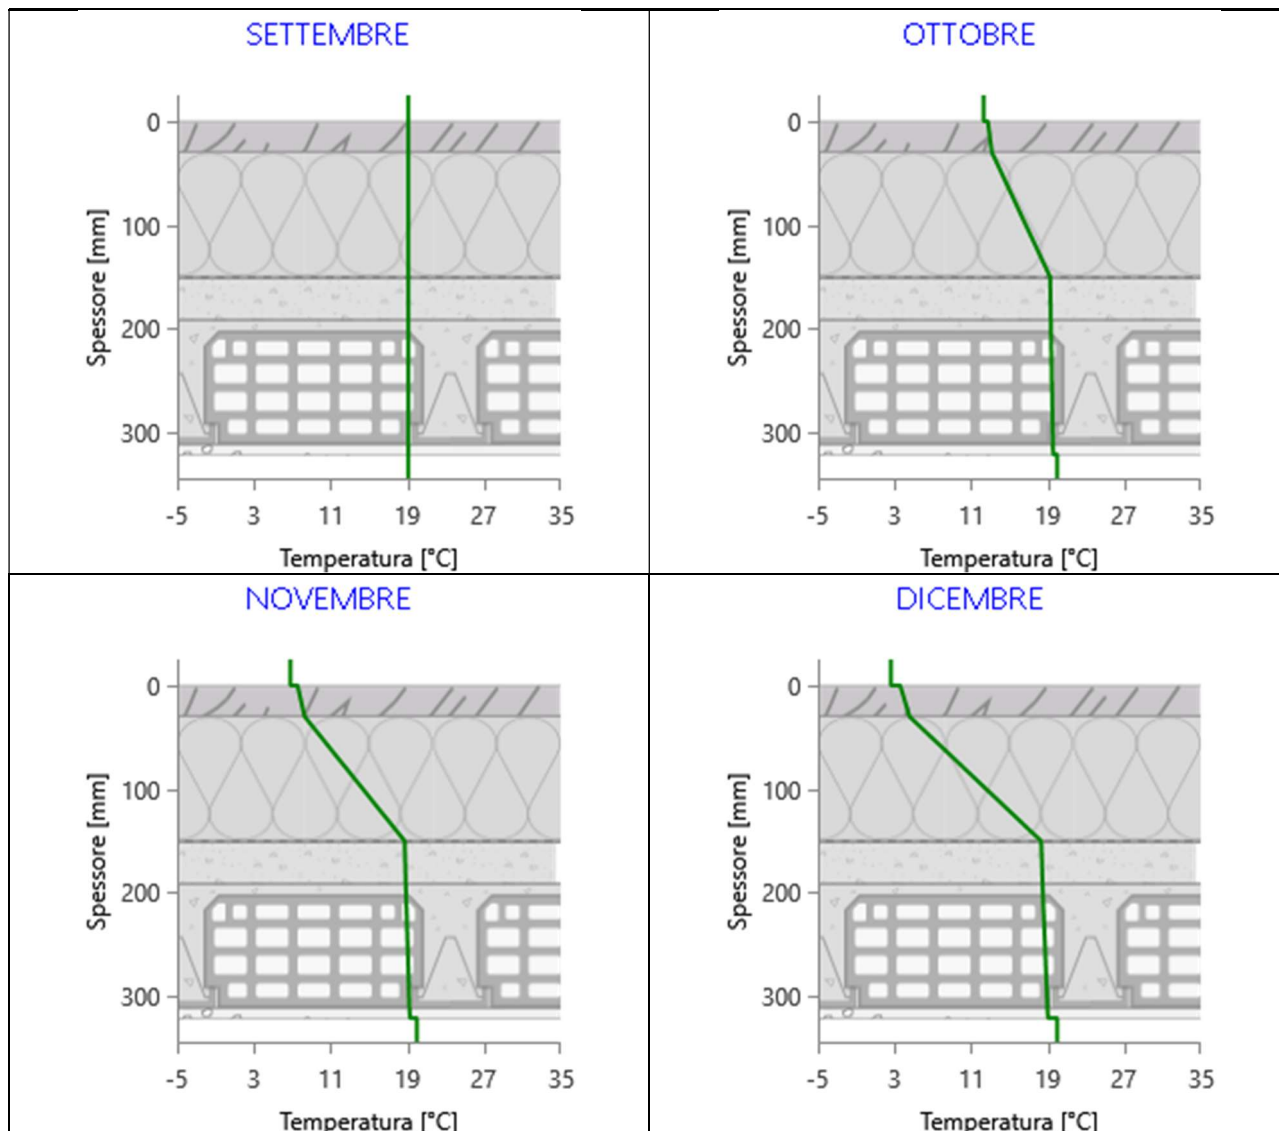 SETTEMBRE
0
100
200
300
Spessore [mm]
-5 3 11 19 27 35
Temperatura [°C]
OTTOBRE
0
100
200
300
Spessore [mm]
-5 3 11 19 27 35
Temperatura [°C]
NOVEMBRE
0
100
200
300
Spessore [mm]
-5 3 11 19 27 35
Temperatura [°C]
DICEMBRE
0
100
200
300
Spessore [mm]
-5 3 11 19 27 35
Temperatura [°C]